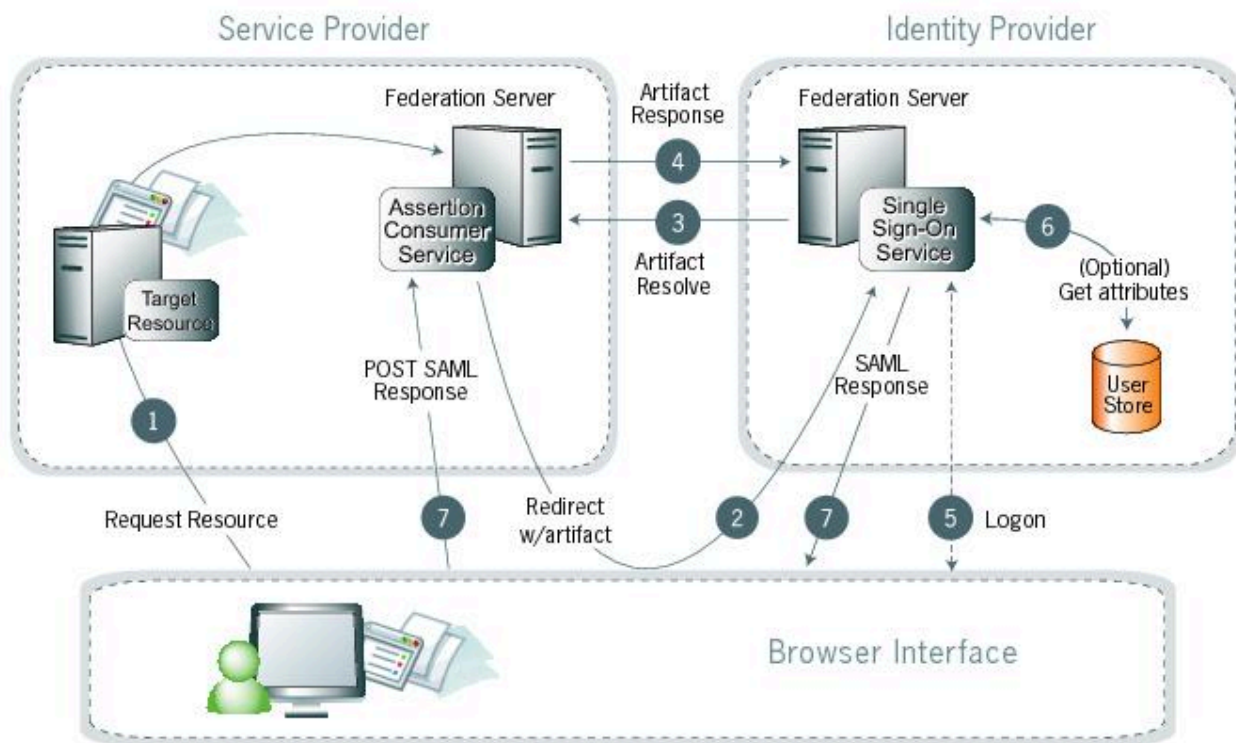 Service Provider
Identity Provider
Federation Server
Artifact
Response
Federation Server
4
Assertion
Consumer
Service
3
Artifact
Resolve
Single
Sign-On
Service
6
(Optional)
Get attributes
Target
Resource
POST SAML
Response
SAML
Response
User
Store
1
Request Resource
7
Redirect
w/artifact
2
7
5
Logon
Browser Interface